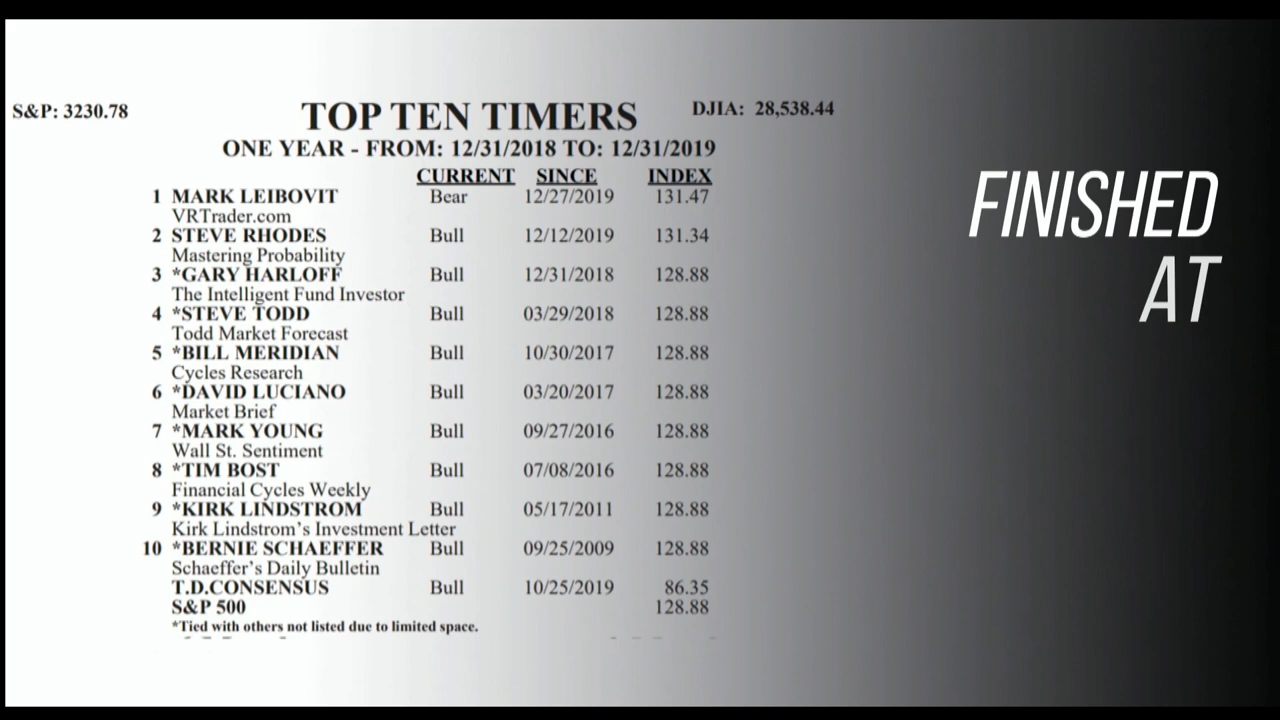 S&P: 3230.78
TOP TEN TIMERS
DJIA: 28,538.44
ONE YEAR - FROM: 12/31/2018 TO: 12/31/2019
CURRENT SINCE INDEX
1 MARK LEIBOVIT Bear 12/27/2019 131.47
VRTrader.com
2 STEVE RHODES Bull 12/12/2019 131.34
Mastering Probability
3 *GARY HARLOFF Bull 12/31/2018 128.88
The Intelligent Fund Investor
4 *STEVE TODD Bull 03/29/2018 128.88
Todd Market Forecast
5 *BILL MERIDIAN Bull 10/30/2017 128.88
Cycles Research
6 *DAVID LUCIANO Bull 03/20/2017 128.88
Market Brief
7 *MARK YOUNG Bull 09/27/2016 128.88
Wall St. Sentiment
8 *TIM BOST Bull 07/08/2016 128.88
Financial Cycles Weekly
9 *KIRK LINDSTROM Bull 05/17/2011 128.88
Kirk Lindstrom's Investment Letter
10 *BERNIE SCHAEFFER Bull 09/25/2009 128.88
Schaeffer's Daily Bulletin
T.D.CONSENSUS Bull 10/25/2019 86.35
S&P 500 128.88
*Tied with others not listed due to limited space.
FINISHED
AT